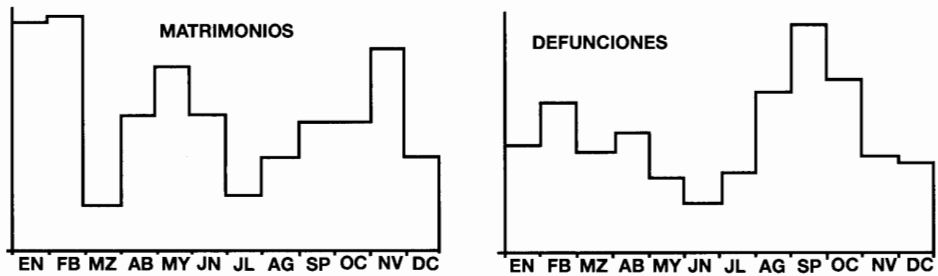 MATRIMONIOS
EN FB MZ AB MY JN JL AG SP OC NV DC
DEFUNCIONES
EN FB MZ AB MY JN JL AG SP OC NV DC